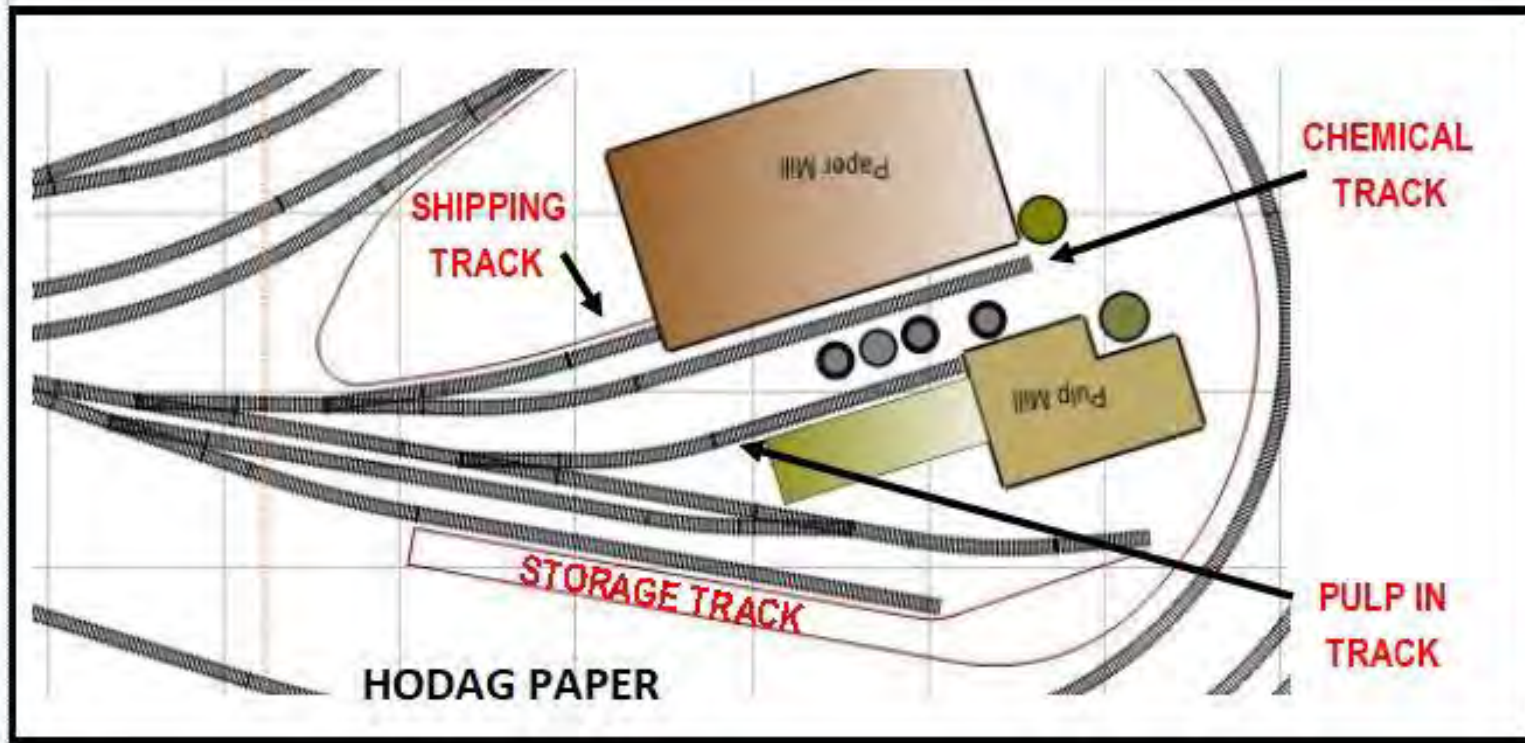 Paper Mill
CHEMICAL
TRACK
SHIPPING
TRACK
Pulp Mill
STORAGE TRACK
PULP IN
TRACK
HODAG PAPER